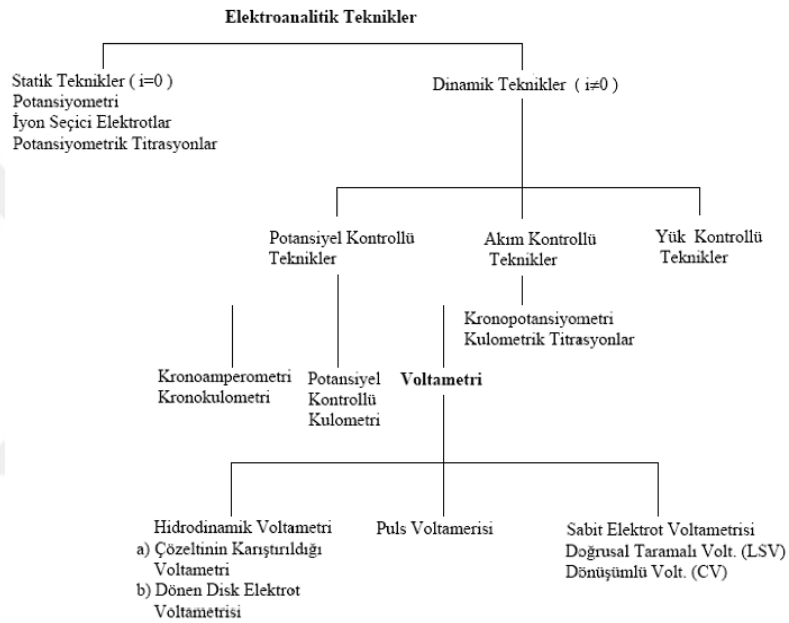 Elektroanalitik Teknikler
Statik Teknikler ( i=0 )
Potansiyometri
İyon Seçici Elektrotlar
Potansiyometrik Titrasyonlar
Dinamik Teknikler ( i≠0 )
Potansiyel Kontrollü
Teknikler
Akım Kontrollü
Teknikler
Yük Kontrollü
Teknikler
Kronopotansiyometri
Kulometrik Titrasyonlar
Kronoamperometri
Kronokulometri
Potansiyel
Kontrollü
Kulometri
Voltametri
Hidrodinamik Voltametri
a) Çözeltinin Karıştırıldığı
Voltametri
b) Dönen Disk Elektrot
Voltametrisi
Puls Voltamerisi
Sabit Elektrot Voltametrisi
Doğrusal Taramalı Volt. (LSV)
Dönüşümlü Volt. (CV)